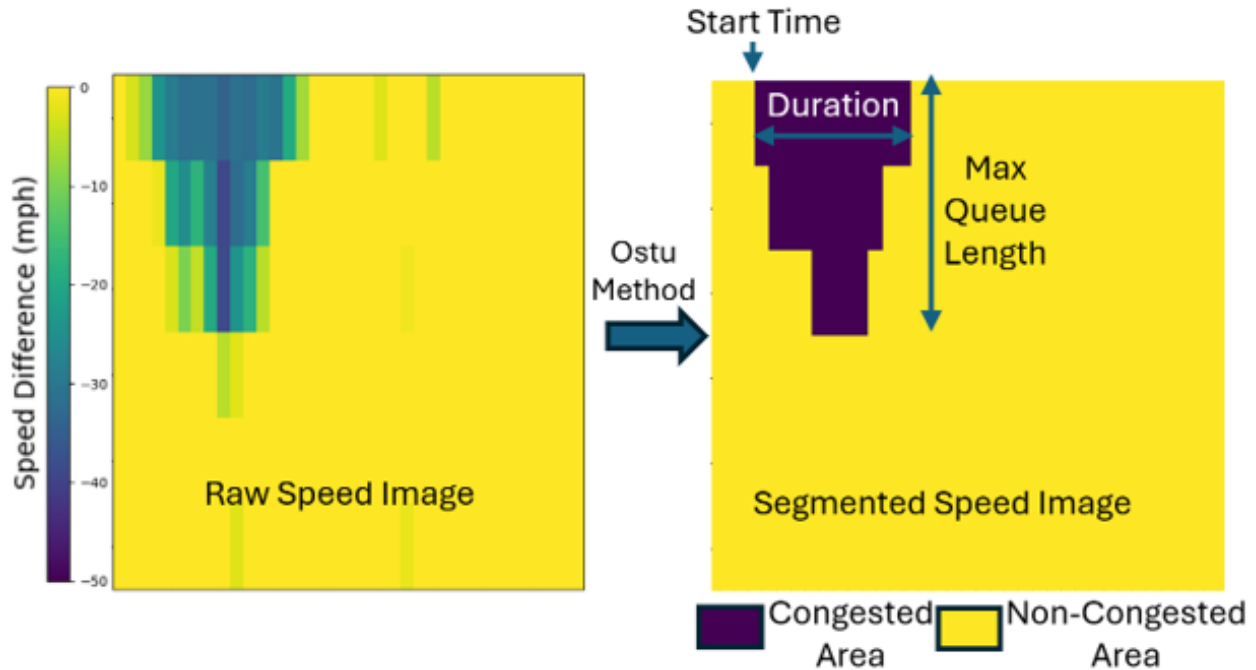 Start Time
0
−10
−20
−30
−40
−50
Speed Difference (mph)
Raw Speed Image
Ostu
Method
Duration
Max
Queue
Length
Segmented Speed Image
Congested
Area
Non-Congested
Area